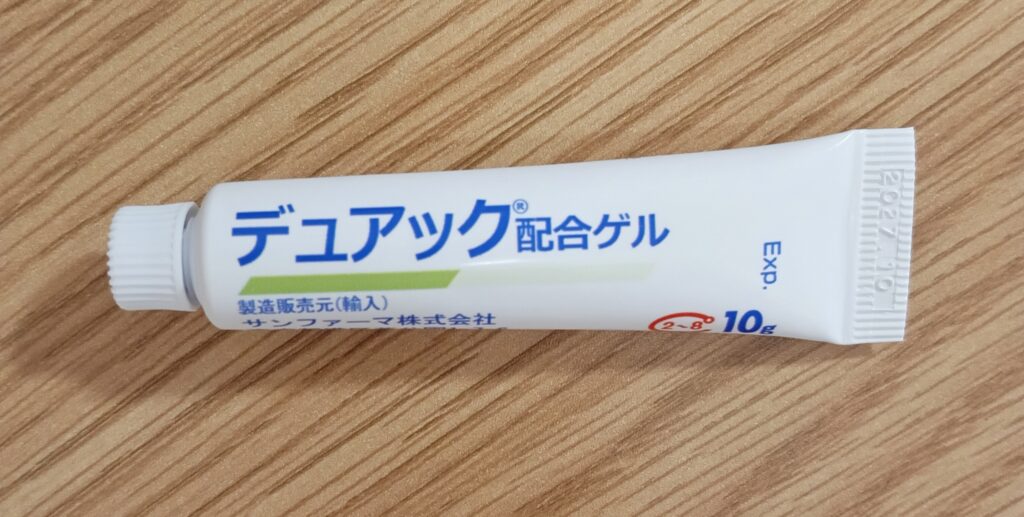 デュアック®配合ゲル
製造販売元(輸入)
サンファーマ株式会社
2~8° 10g
Exp.
2027.10